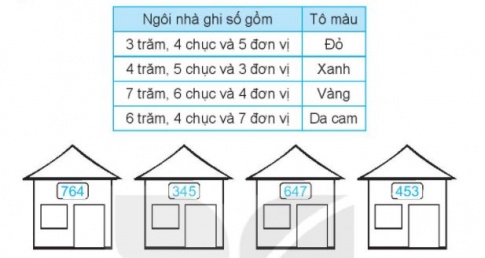 Ngôi nhà ghi số gồm Tô màu
3 trăm, 4 chục và 5 đơn vị Đỏ
4 trăm, 5 chục và 3 đơn vị Xanh
7 trăm, 6 chục và 4 đơn vị Vàng
6 trăm, 4 chục và 7 đơn vị Da cam
764 345 647 453